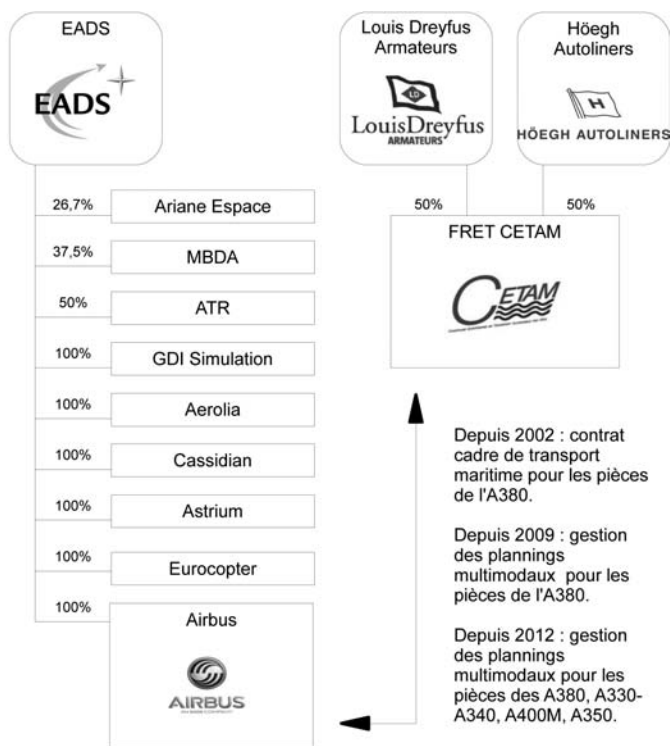 EADS
EADS
26,7%
Ariane Espace
37,5%
MBDA
50%
ATR
100%
GDI Simulation
100%
Aerolia
100%
Cassidian
100%
Astrium
100%
Eurocopter
100%
Airbus
AIRBUS
Louis Dreyfus
Armateurs
LD
LouisDreyfus
ARMATEURS
Höegh
Autoliners
H
HÖEGH AUTOLINERS
50%
50%
FRET CETAM
CETAM
Depuis 2002 : contrat
cadre de transport
maritime pour les pièces
de l'A380.
Depuis 2009 : gestion
des plannings
multimodaux pour les
pièces de l'A380.
Depuis 2012 : gestion
des plannings
multimodaux pour les
pièces des A380, A330-
A340, A400M, A350.